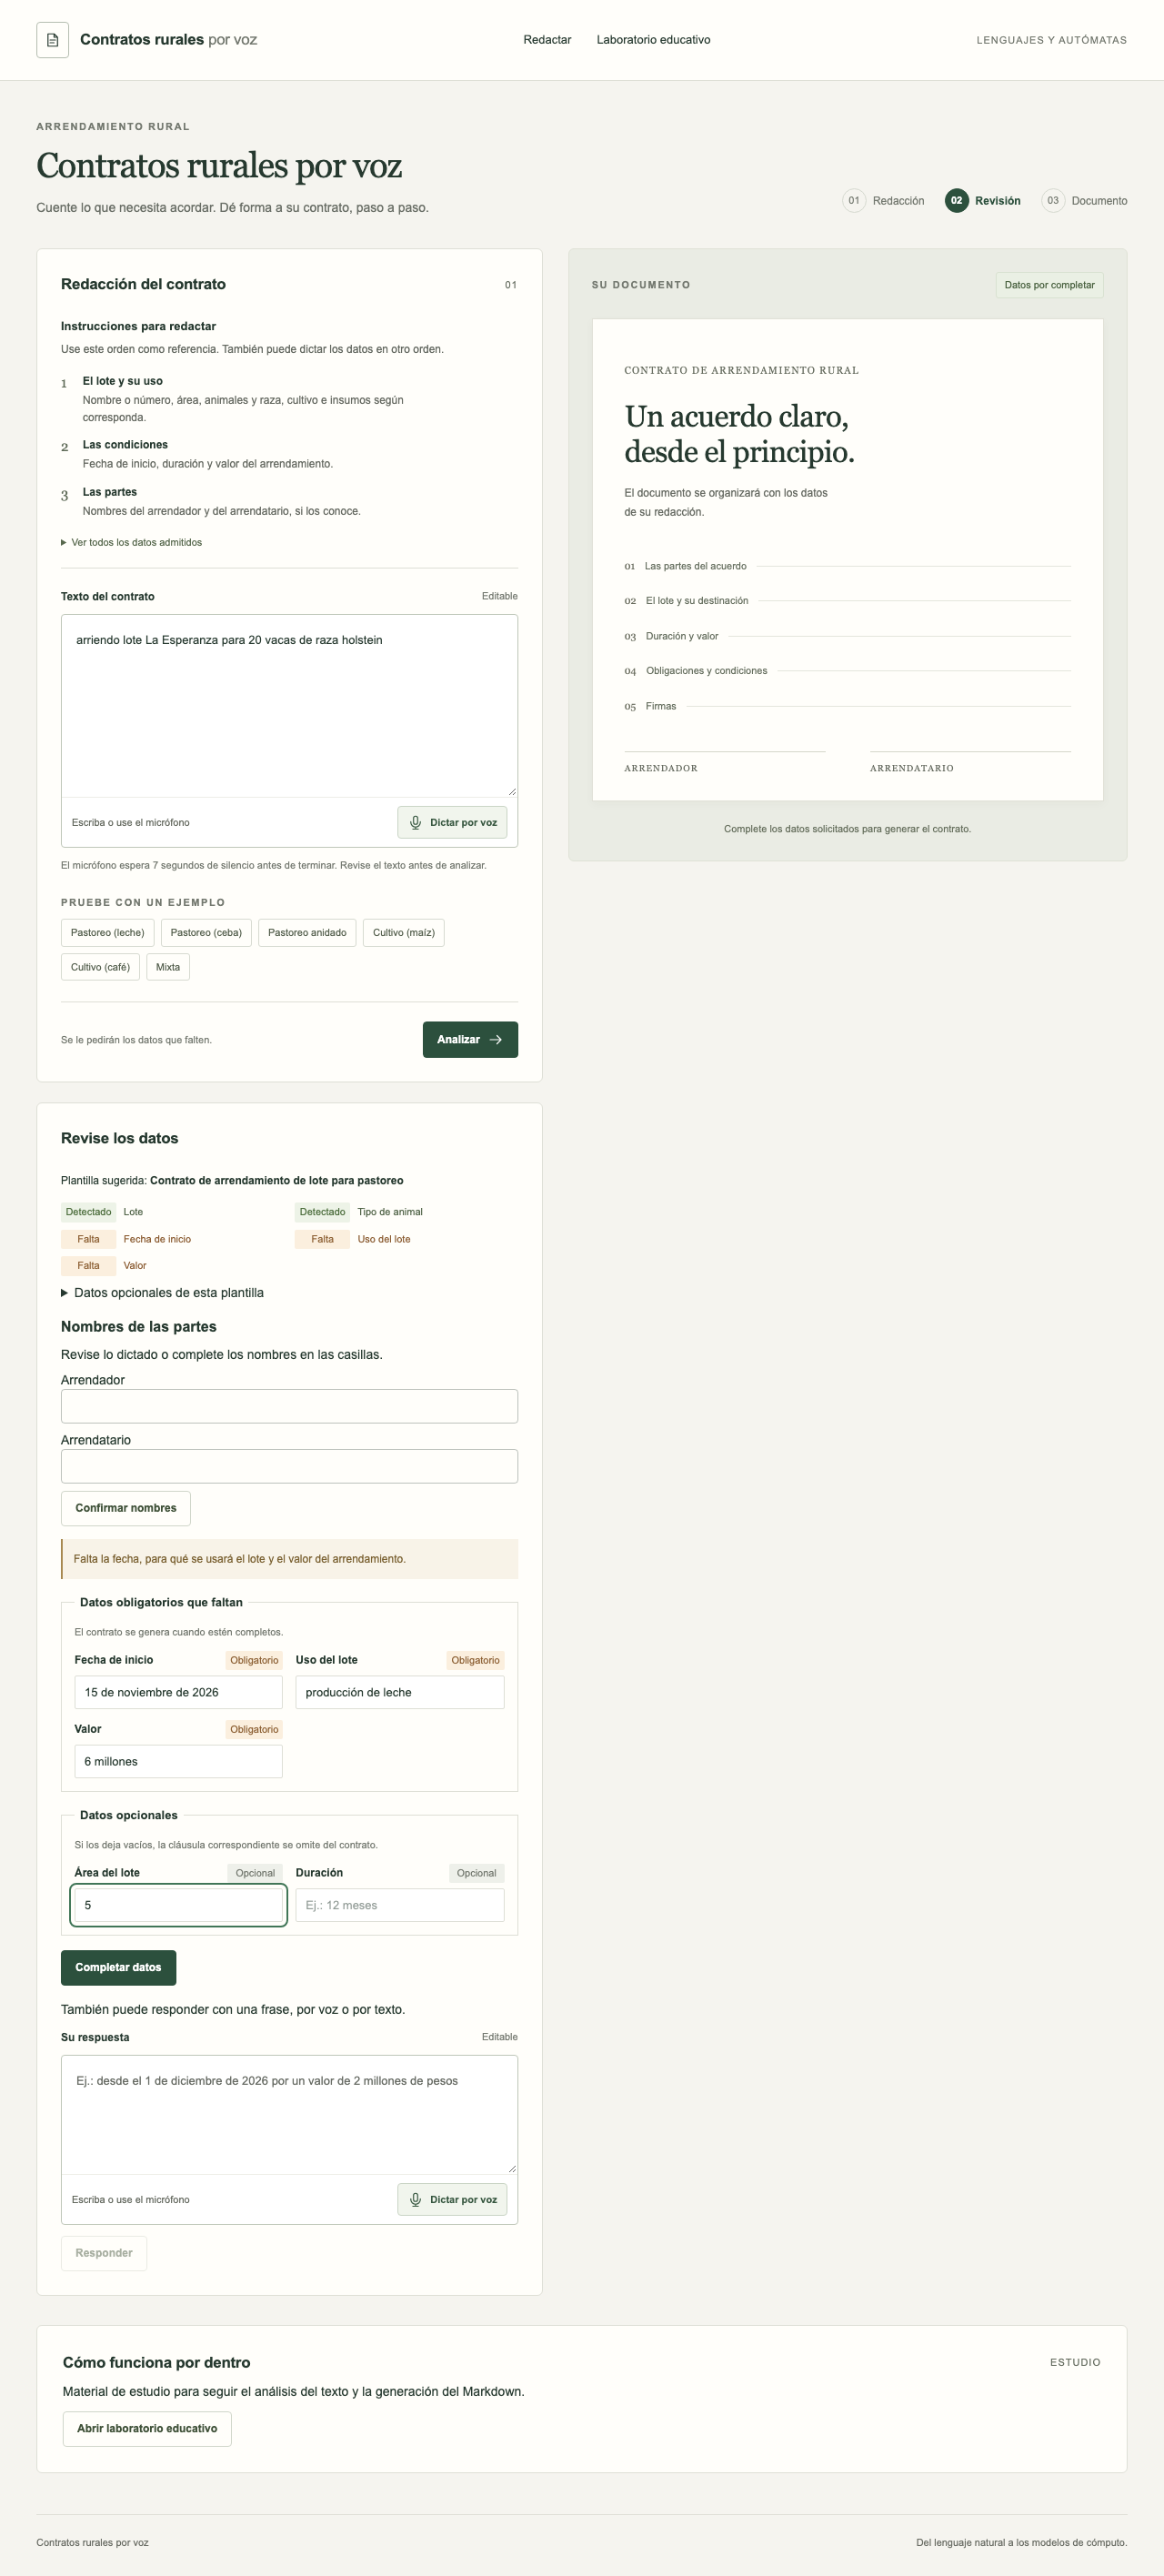 Contratos rurales por voz
Redactar
Laboratorio educativo
LENGUAJES Y AUTÓMATAS
ARRENDAMIENTO RURAL
Contratos rurales por voz
Cuente lo que necesita acordar. Dé forma a su contrato, paso a paso.
01 Redacción
02 Revisión
03 Documento
Redacción del contrato
01
Instrucciones para redactar
Use este orden como referencia. También puede dictar los datos en otro orden.
1 El lote y su uso
Nombre o número, área, animales y raza, cultivo e insumos según
corresponda.
2 Las condiciones
Fecha de inicio, duración y valor del arrendamiento.
3 Las partes
Nombres del arrendador y del arrendatario, si los conoce.
Ver todos los datos admitidos
Texto del contrato
Editable
arriendo lote La Esperanza para 20 vacas de raza holstein
Escriba o use el micrófono
Dictar por voz
El micrófono espera 7 segundos de silencio antes de terminar. Revise el texto antes de analizar.
PRUEBE CON UN EJEMPLO
Pastoreo (leche)
Pastoreo (ceba)
Pastoreo anidado
Cultivo (maíz)
Cultivo (café)
Mixta
Se le pedirán los datos que falten.
Analizar
SU DOCUMENTO
Datos por completar
CONTRATO DE ARRENDAMIENTO RURAL
Un acuerdo claro,
desde el principio.
El documento se organizará con los datos
de su redacción.
01 Las partes del acuerdo
02 El lote y su destinación
03 Duración y valor
04 Obligaciones y condiciones
05 Firmas
ARRENDADOR
ARRENDATARIO
Complete los datos solicitados para generar el contrato.
Revise los datos
Plantilla sugerida: Contrato de arrendamiento de lote para pastoreo
Detectado Lote
Detectado Tipo de animal
Falta Fecha de inicio
Falta Uso del lote
Falta Valor
Datos opcionales de esta plantilla
Nombres de las partes
Revise lo dictado o complete los nombres en las casillas.
Arrendador
Arrendatario
Confirmar nombres
Falta la fecha, para qué se usará el lote y el valor del arrendamiento.
Datos obligatorios que faltan
El contrato se genera cuando estén completos.
Fecha de inicio
Obligatorio
Uso del lote
Obligatorio
15 de noviembre de 2026
producción de leche
Valor
Obligatorio
6 millones
Datos opcionales
Si los deja vacíos, la cláusula correspondiente se omite del contrato.
Área del lote
Opcional
Duración
Opcional
5
Ej.: 12 meses
Completar datos
También puede responder con una frase, por voz o por texto.
Su respuesta
Editable
Ej.: desde el 1 de diciembre de 2026 por un valor de 2 millones de pesos
Escriba o use el micrófono
Dictar por voz
Responder
Cómo funciona por dentro
ESTUDIO
Material de estudio para seguir el análisis del texto y la generación del Markdown.
Abrir laboratorio educativo
Contratos rurales por voz
Del lenguaje natural a los modelos de cómputo.